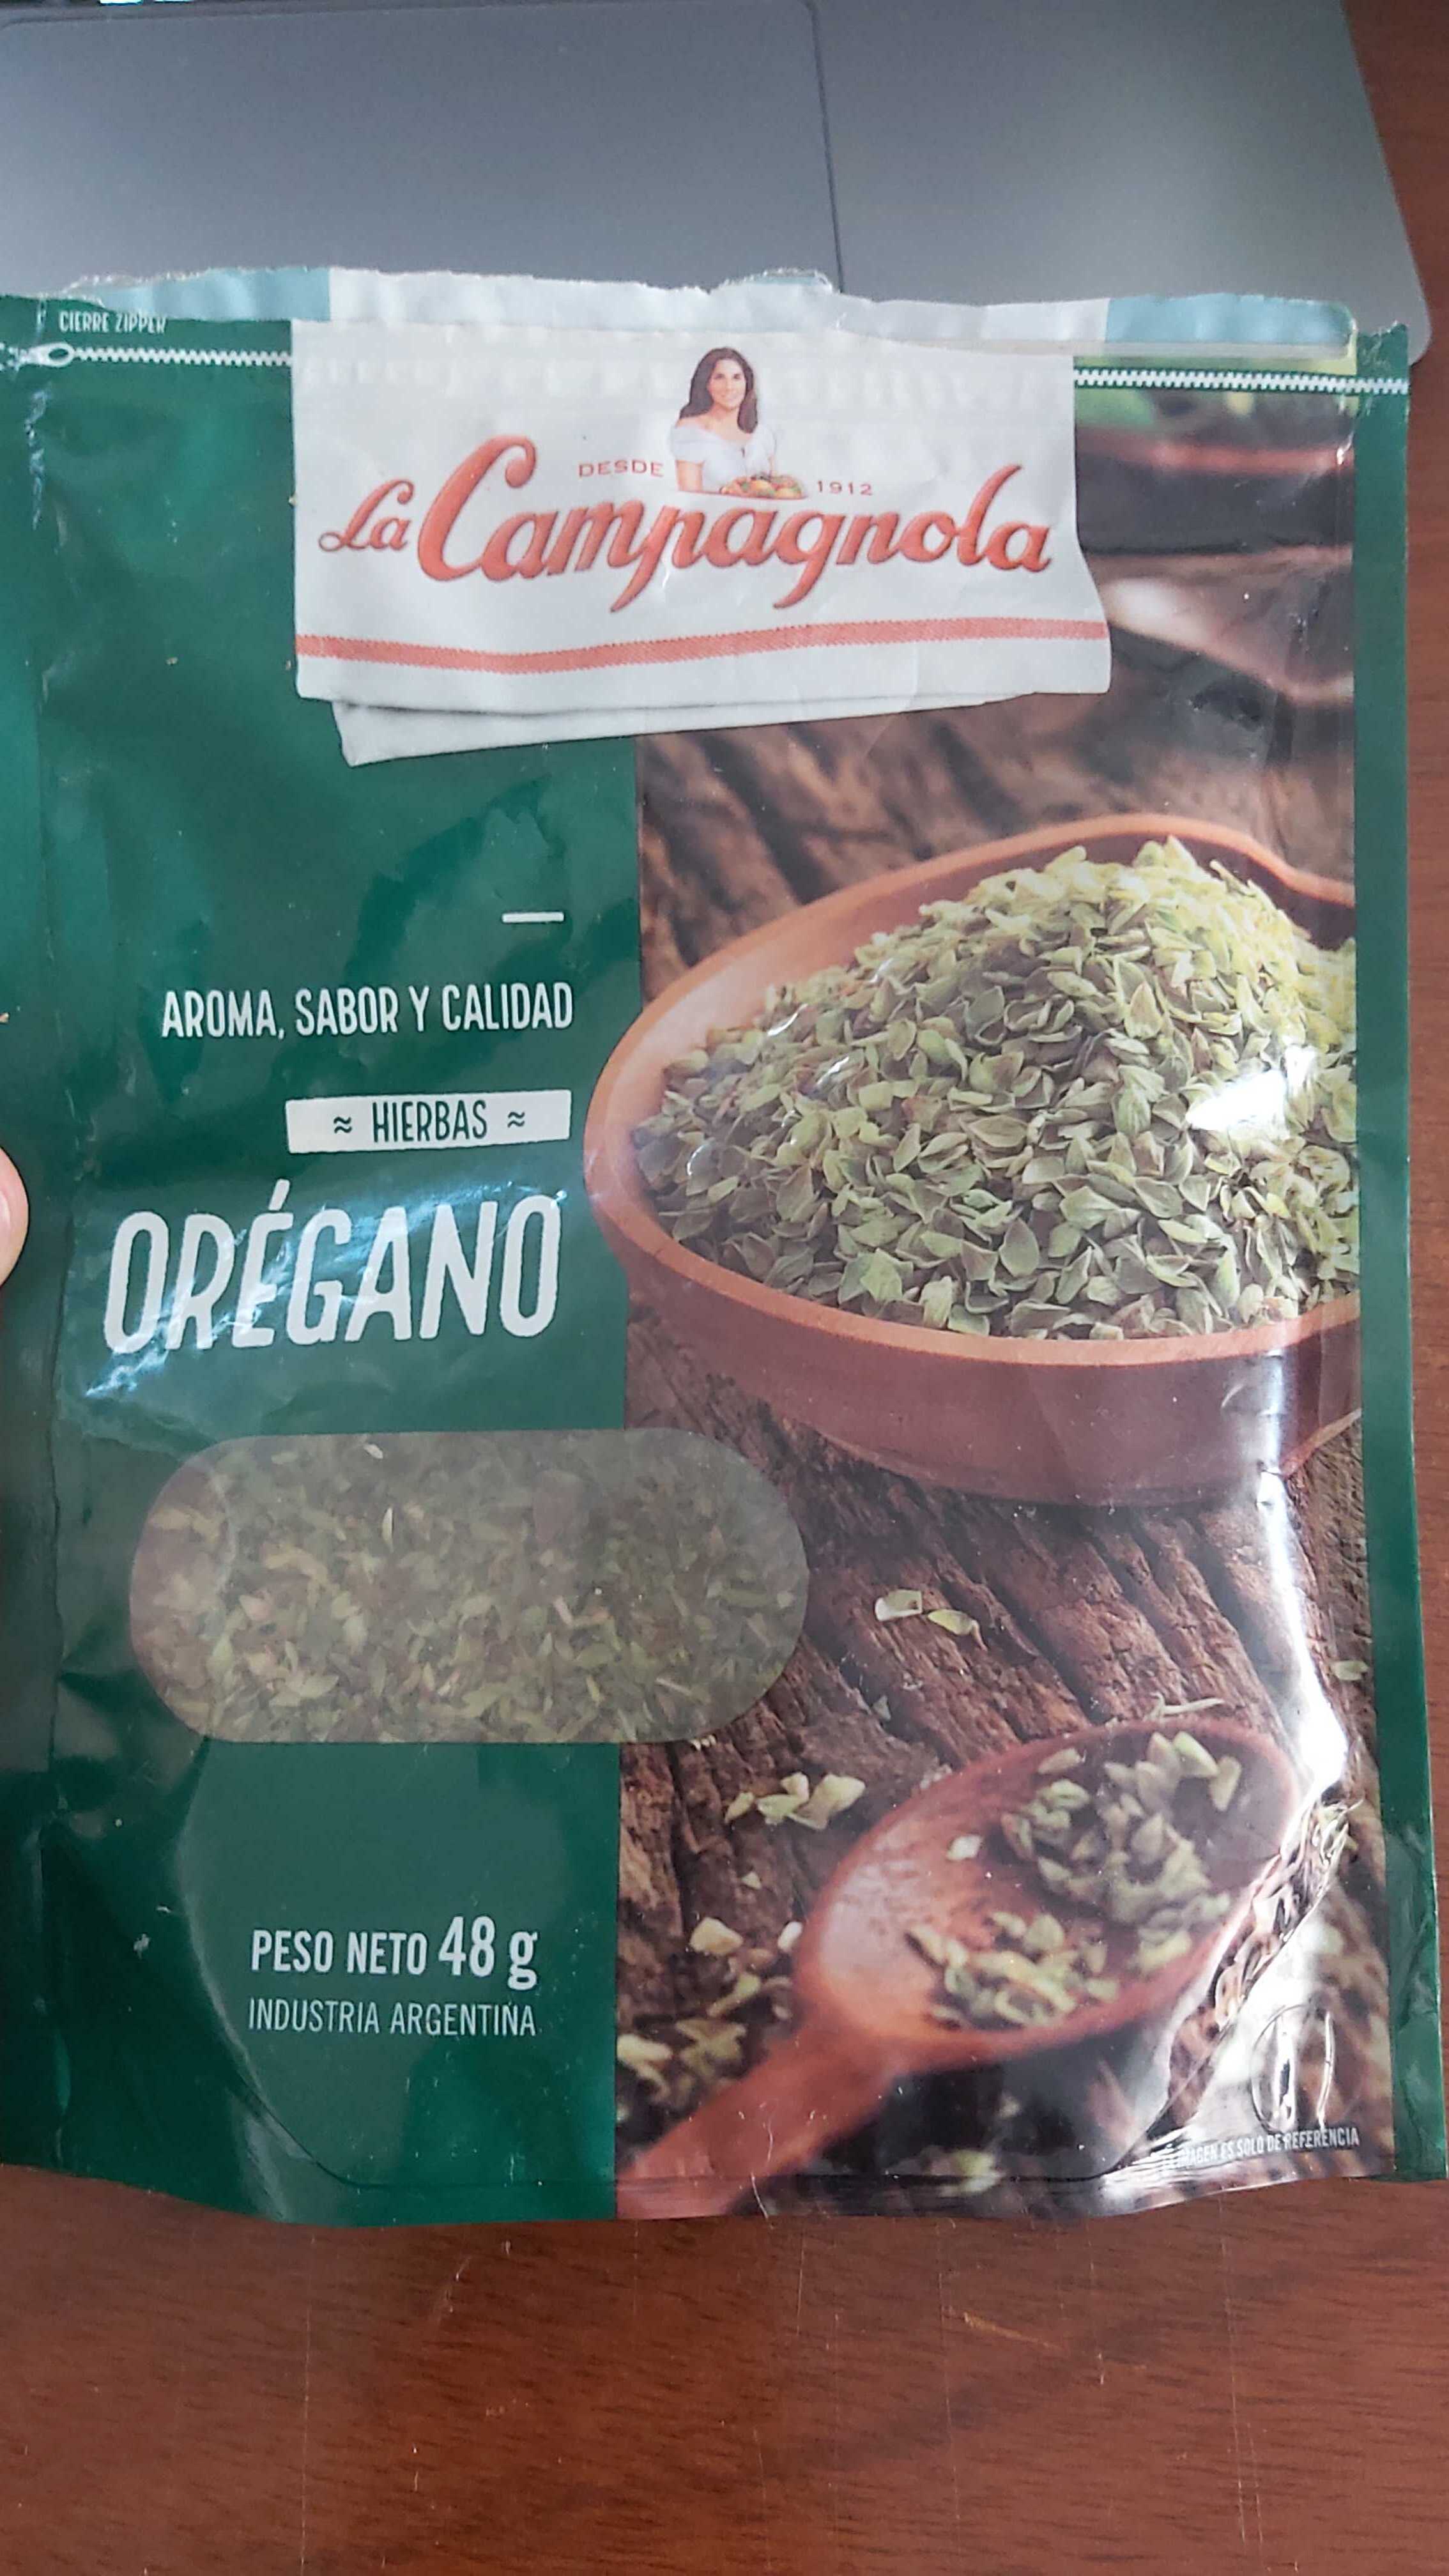 CIERRE ZIPPER
DESDE 1912
La Campagnola
AROMA, SABOR Y CALIDAD
≈ HIERBAS ≈
ORÉGANO
PESO NETO 48 g
INDUSTRIA ARGENTINA
IMAGEN ES SOLO DE REFERENCIA